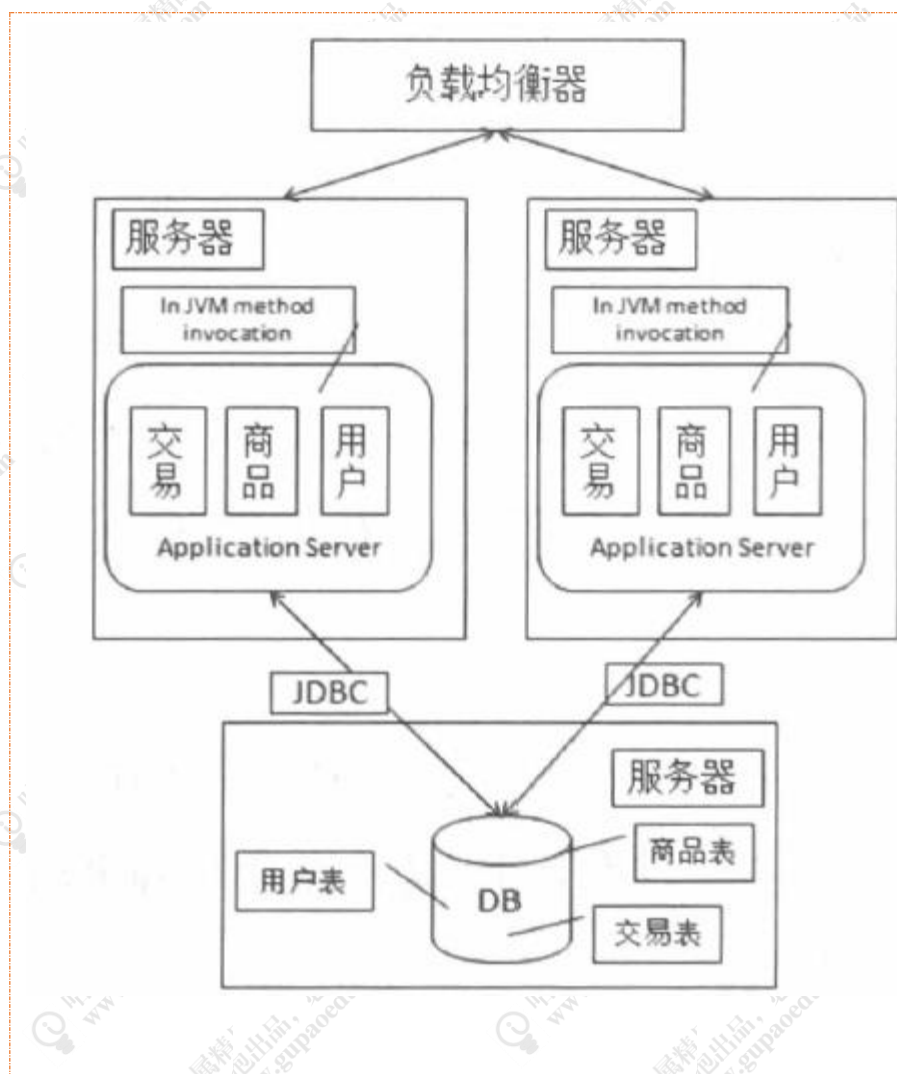 负载均衡器
服务器
In JVM method
invocation
交易
商品
用户
Application Server
服务器
In JVM method
invocation
交易
商品
用户
Application Server
JDBC
JDBC
服务器
商品表
用户表
DB
交易表